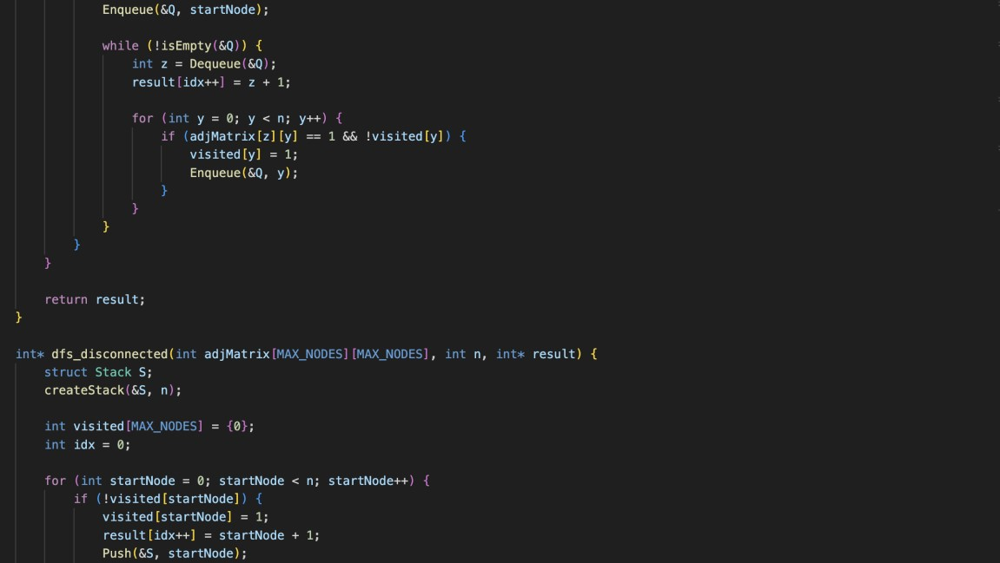 Enqueue(&Q, startNode);
while (!isEmpty(&Q)) {
int z = Dequeue(&Q);
result[idx++] = z + 1;
for (int y = 0; y < n; y++) {
if (adjMatrix[z][y] == 1 && !visited[y]) {
visited[y] = 1;
Enqueue(&Q, y);
}
}
}
}
}
return result;
}
int* dfs_disconnected(int adjMatrix[MAX_NODES][MAX_NODES], int n, int* result) {
struct Stack S;
createStack(&S, n);
int visited[MAX_NODES] = {0};
int idx = 0;
for (int startNode = 0; startNode < n; startNode++) {
if (!visited[startNode]) {
visited[startNode] = 1;
result[idx++] = startNode + 1;
Push(&S, startNode);